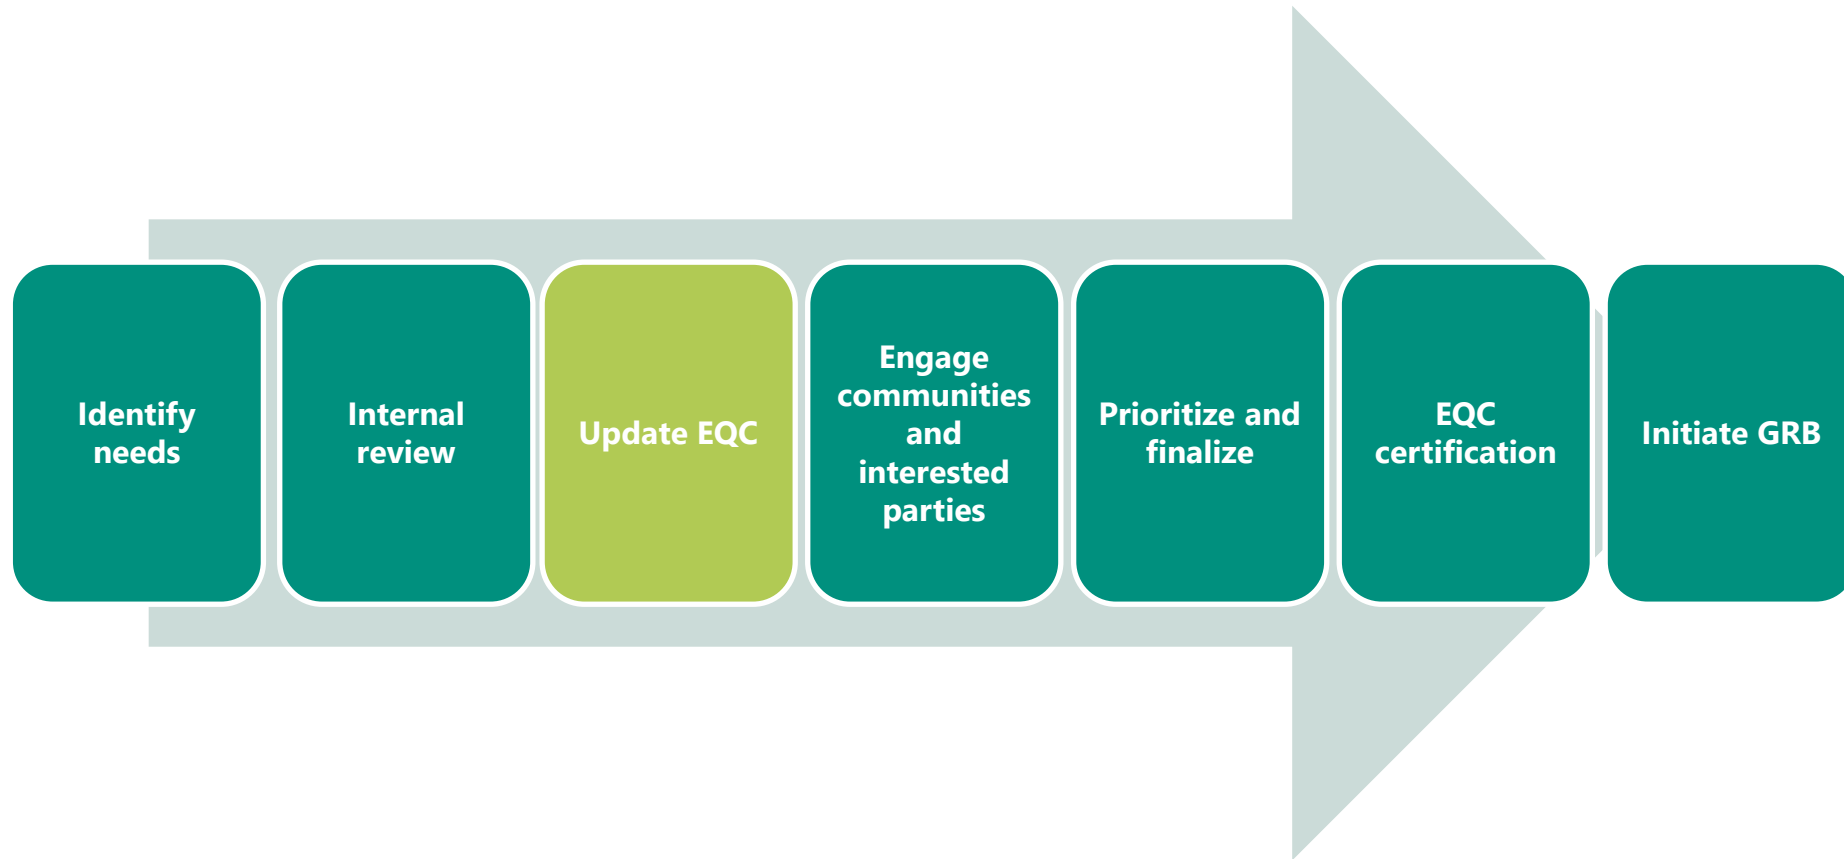 Identify
needs
Internal
review
Update EQC
Engage
communities
and
interested
parties
Prioritize and
finalize
EQC
certification
Initiate GRB